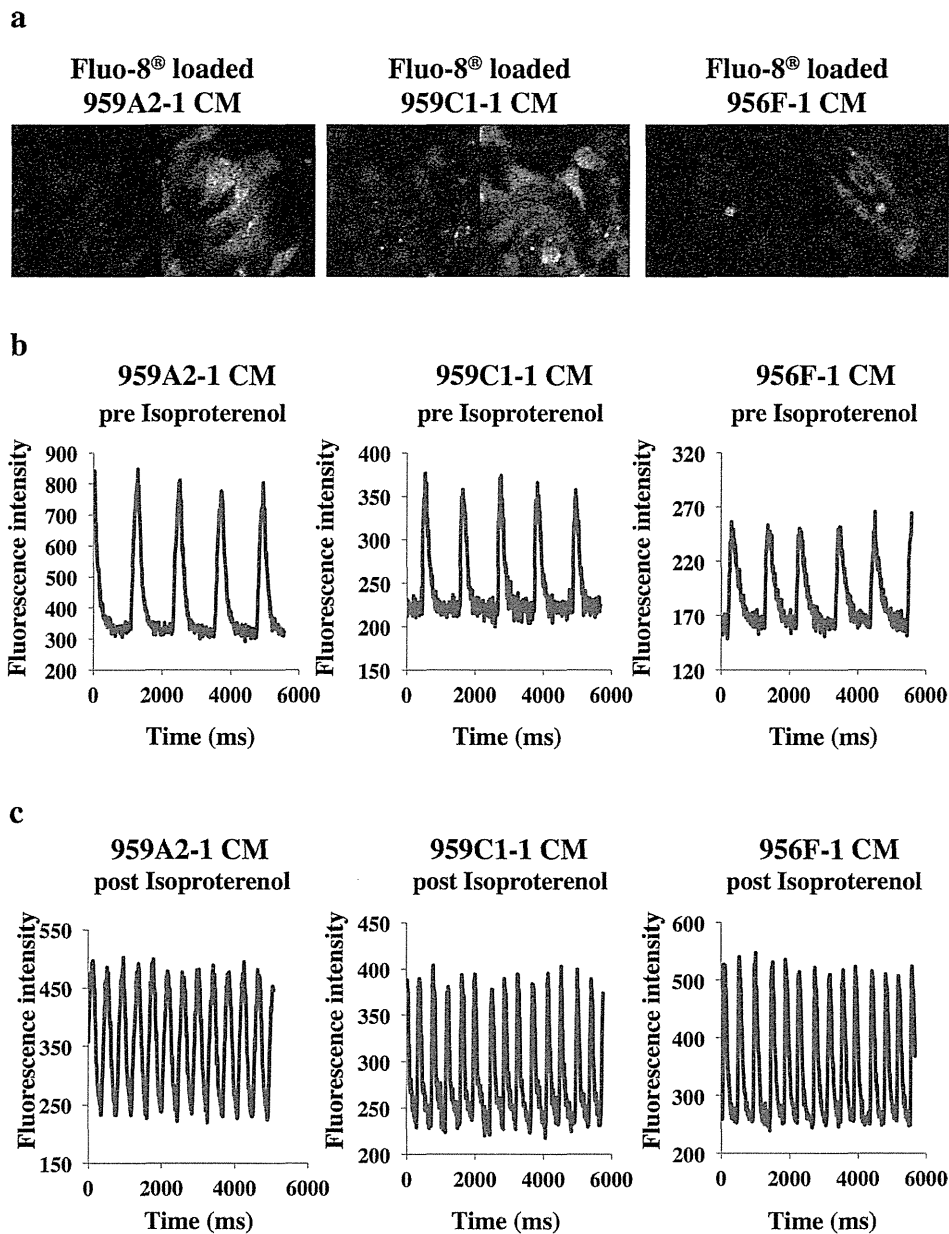 a
Fluo-8® loaded Fluo-8® loaded Fluo-8® loaded
959A2-1 CM 959C1-1 CM 956F-1 CM
b
959A2-1 CM 959C1-1 CM 956F-1 CM
pre Isoproterenol pre Isoproterenol pre Isoproterenol
Fluorescence intensity
900
800
700
600
500
400
300
200
0 2000 4000 6000
Time (ms)
Fluorescence intensity
400
350
300
250
200
150
0 2000 4000 6000
Time (ms)
Fluorescence intensity
320
270
220
170
120
0 2000 4000 6000
Time (ms)
c
959A2-1 CM 959C1-1 CM 956F-1 CM
post Isoproterenol post Isoproterenol post Isoproterenol
Fluorescence intensity
550
450
350
250
150
0 2000 4000 6000
Time (ms)
Fluorescence intensity
450
400
350
300
250
200
0 2000 4000 6000
Time (ms)
Fluorescence intensity
600
500
400
300
200
0 2000 4000 6000
Time (ms)